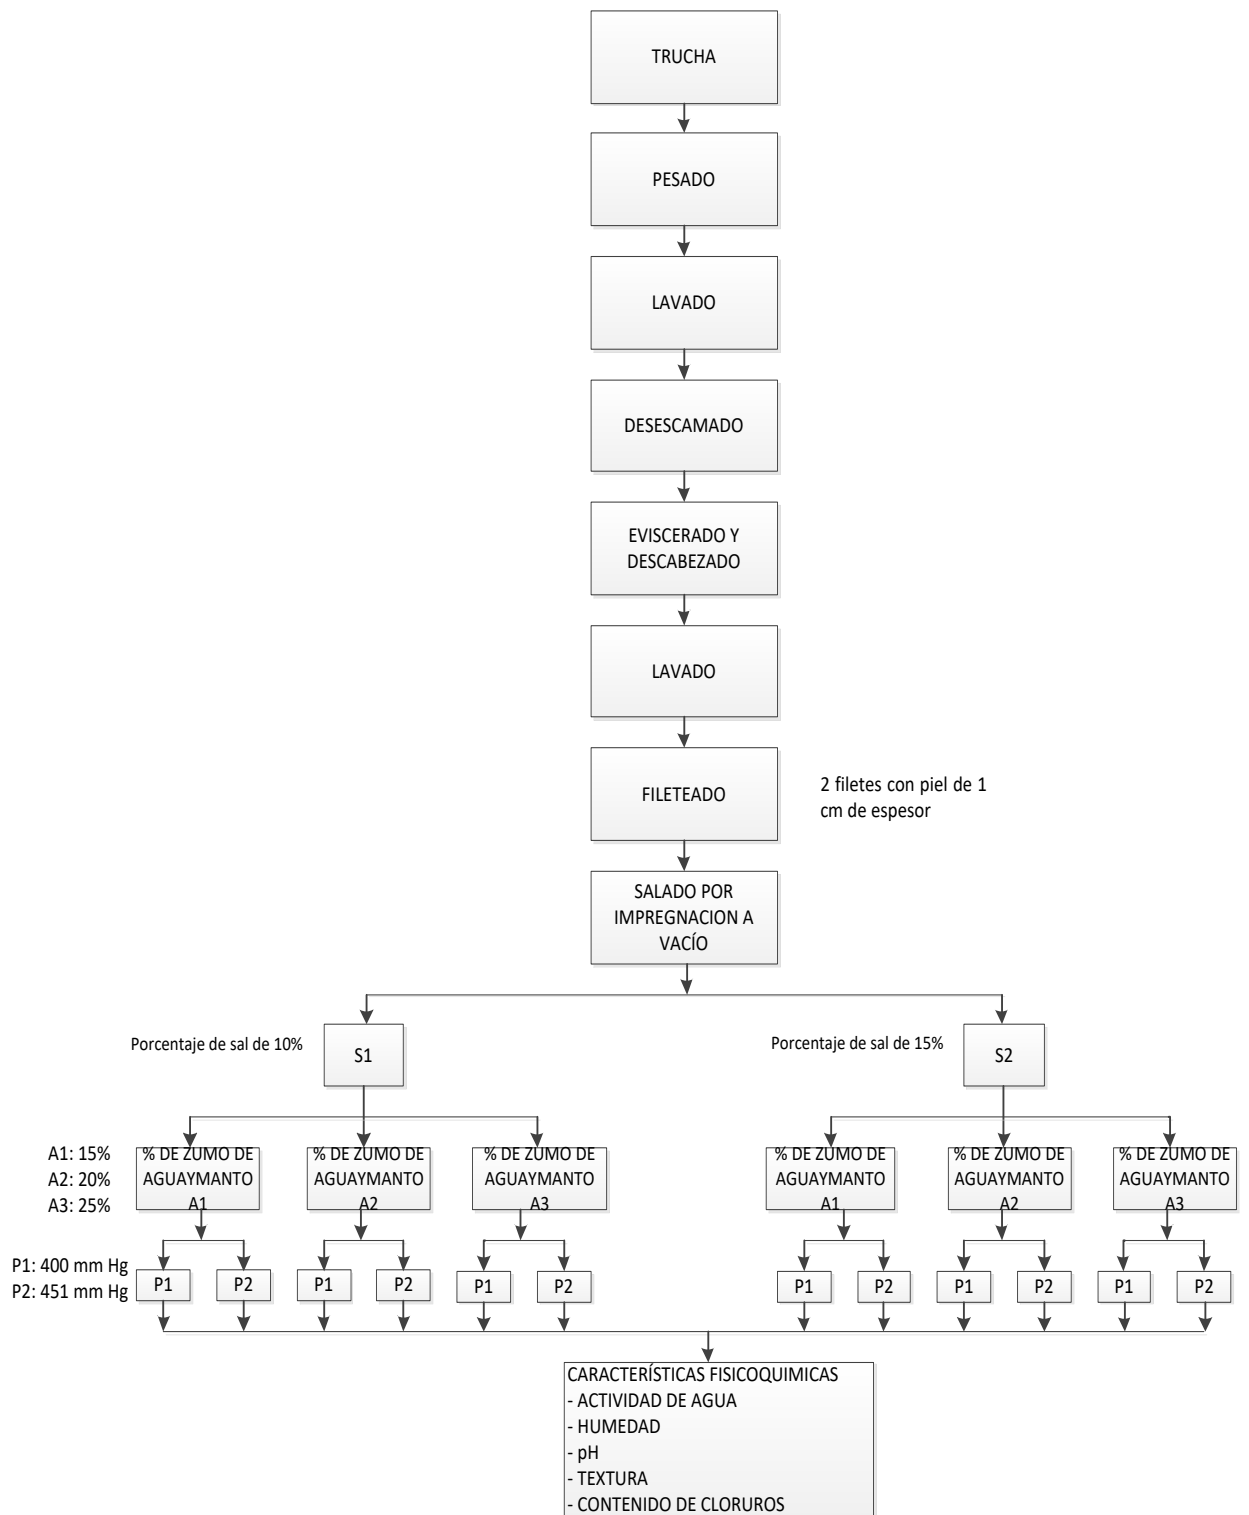 TRUCHA
PESADO
LAVADO
DESESCAMADO
EVISCERADO Y
DESCABEZADO
LAVADO
FILETEADO
2 filetes con piel de 1
cm de espesor
SALADO POR
IMPREGNACION A
VACÍO
Porcentaje de sal de 10%
S1
Porcentaje de sal de 15%
S2
A1: 15%
A2: 20%
A3: 25%
% DE ZUMO DE
AGUAYMANTO
A1
% DE ZUMO DE
AGUAYMANTO
A2
% DE ZUMO DE
AGUAYMANTO
A3
% DE ZUMO DE
AGUAYMANTO
A1
% DE ZUMO DE
AGUAYMANTO
A2
% DE ZUMO DE
AGUAYMANTO
A3
P1: 400 mm Hg
P2: 451 mm Hg
P1
P2
P1
P2
P1
P2
P1
P2
P1
P2
P1
P2
CARACTERÍSTICAS FISICOQUIMICAS
- ACTIVIDAD DE AGUA
- HUMEDAD
- pH
- TEXTURA
- CONTENIDO DE CLORUROS